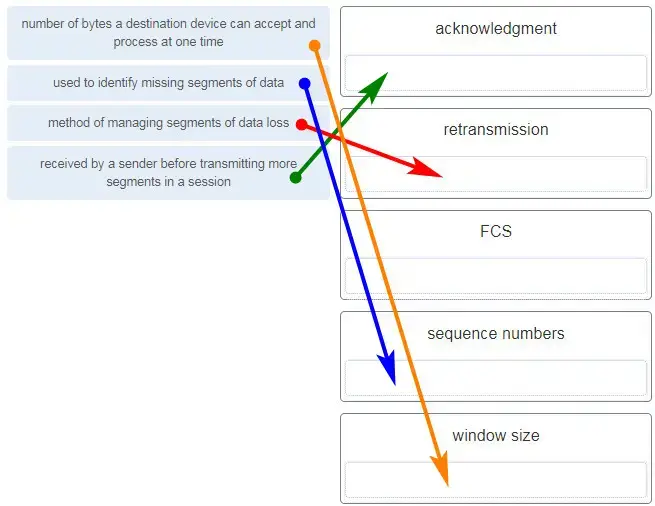 number of bytes a destination device can accept and
process at one time
used to identify missing segments of data
method of managing segments of data loss
received by a sender before transmitting more
segments in a session
acknowledgment
retransmission
FCS
sequence numbers
window size